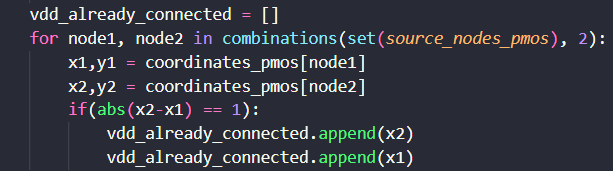 vdd_already_connected = []
for node1, node2 in combinations(set(source_nodes_pmos), 2):
    x1,y1 = coordinates_pmos[node1]
    x2,y2 = coordinates_pmos[node2]
    if(abs(x2-x1) == 1):
        vdd_already_connected.append(x2)
        vdd_already_connected.append(x1)